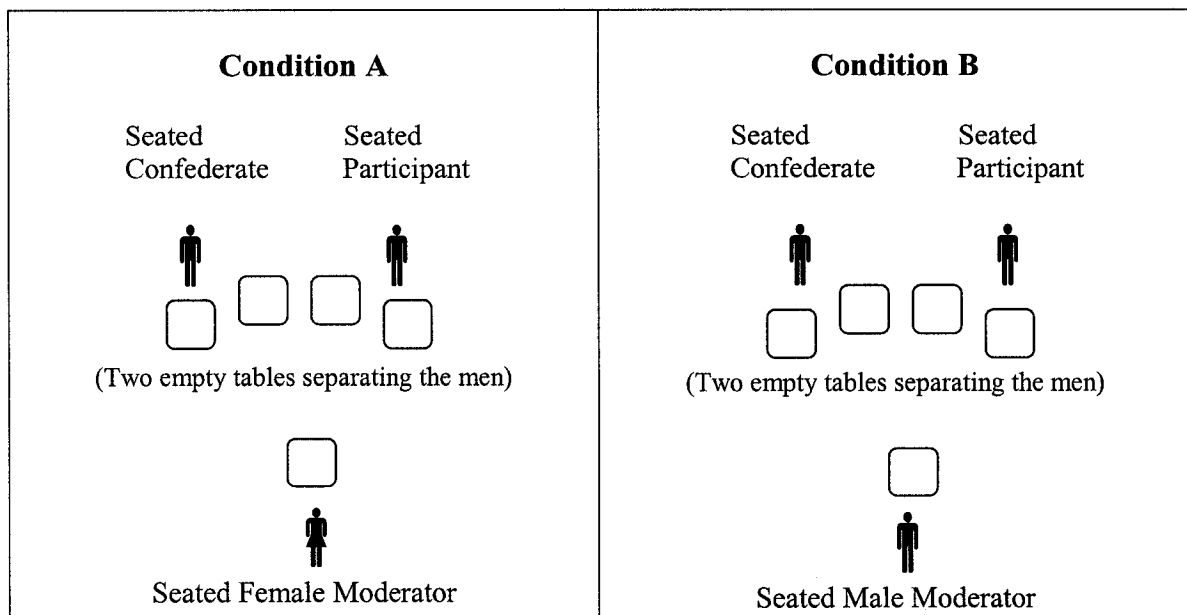 Condition A
Seated Seated
Confederate Participant
(Two empty tables separating the men)
Seated Female Moderator
Condition B
Seated Seated
Confederate Participant
(Two empty tables separating the men)
Seated Male Moderator